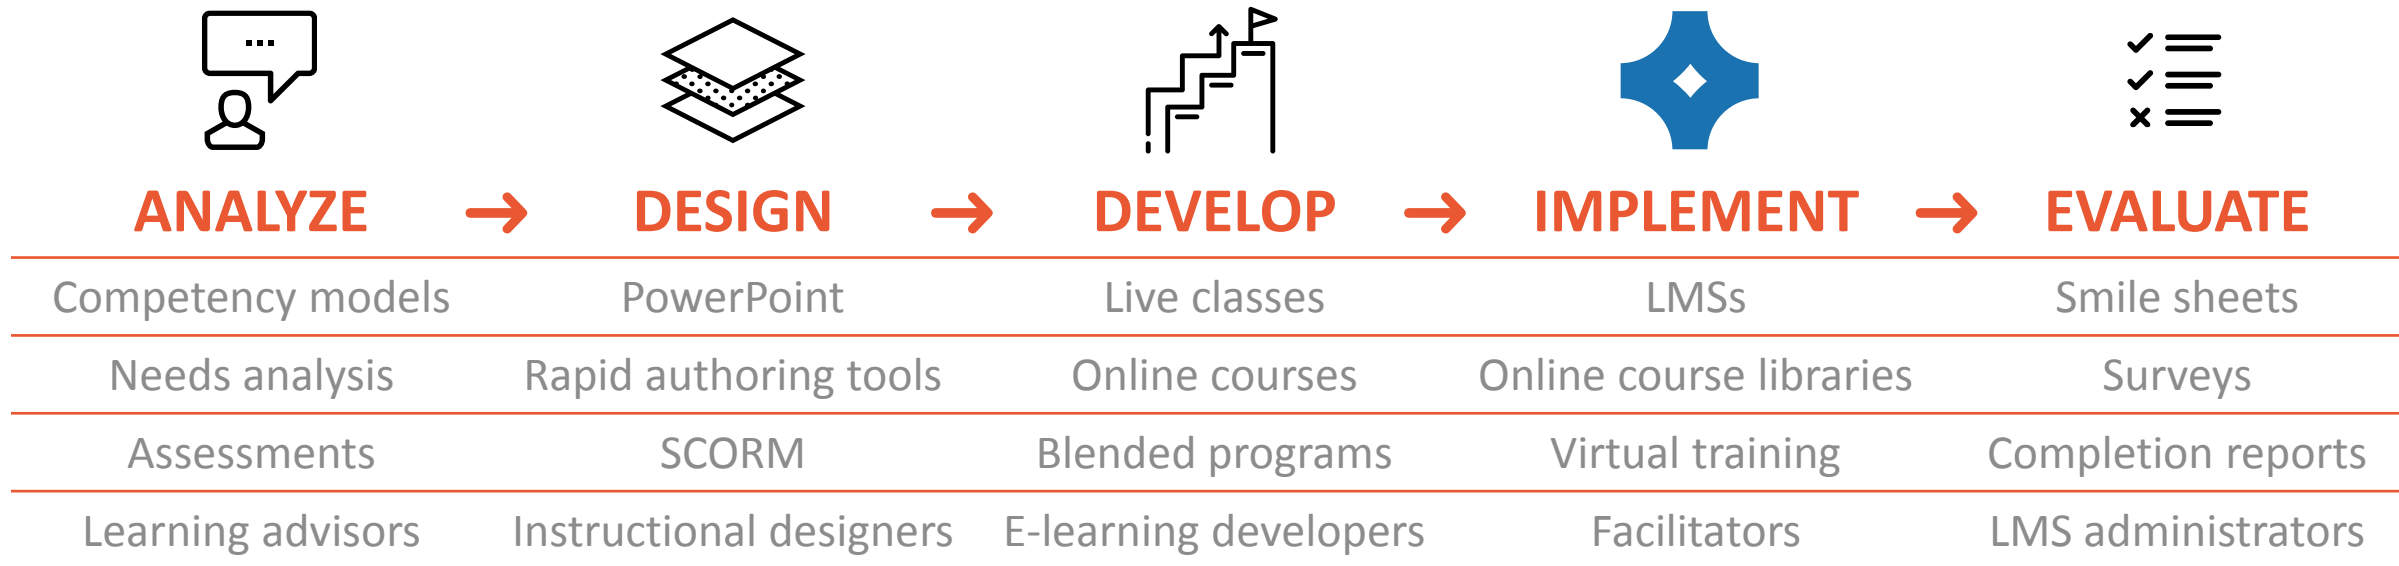 ANALYZE → DESIGN → DEVELOP → IMPLEMENT → EVALUATE
Competency models PowerPoint Live classes LMSs Smile sheets
Needs analysis Rapid authoring tools Online courses Online course libraries Surveys
Assessments SCORM Blended programs Virtual training Completion reports
Learning advisors Instructional designers E-learning developers Facilitators LMS administrators